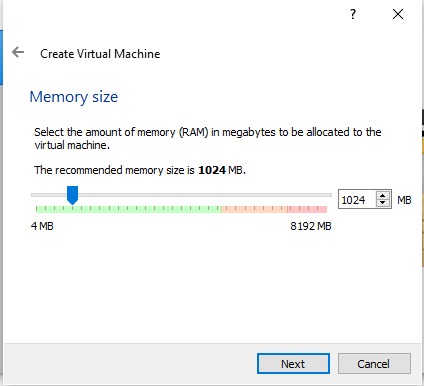 ?
Create Virtual Machine
Memory size
Select the amount of memory (RAM) in megabytes to be allocated to the
virtual machine.
The recommended memory size is 1024 MB.
1024 MB
4 MB 8192 MB
Next Cancel